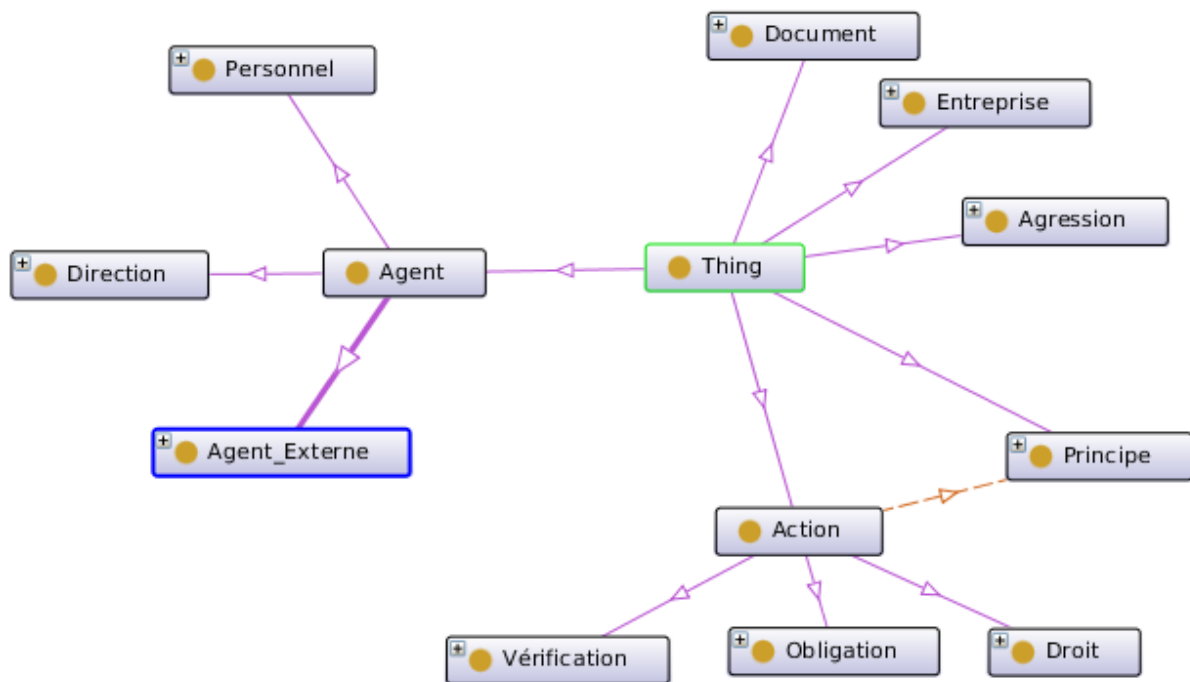 Document
Personnel
Entreprise
Agression
Direction
Agent
Thing
Agent_Externe
Principe
Action
Vérification
Obligation
Droit